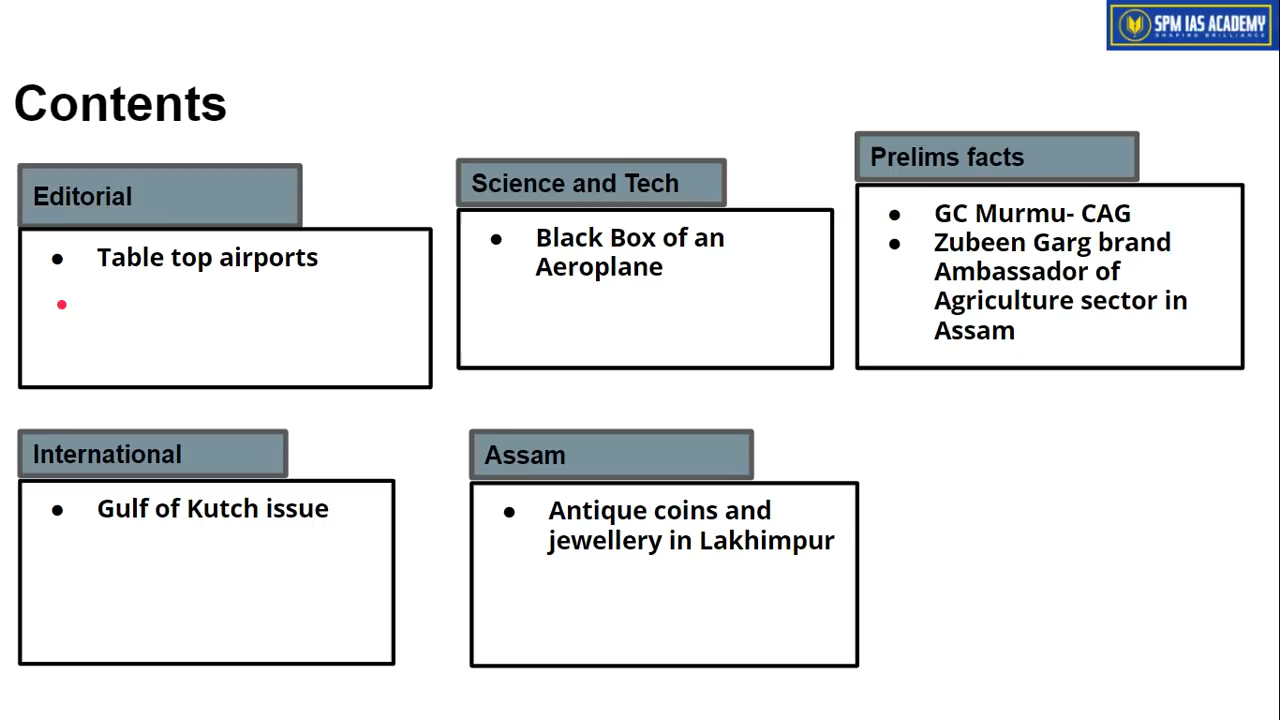 SPM IAS ACADEMY
SHAPING BRILLIANCE
Contents
Editorial
● Table top airports
Science and Tech
● Black Box of an
Aeroplane
Prelims facts
● GC Murmu- CAG
● Zubeen Garg brand
Ambassador of
Agriculture sector in
Assam
International
● Gulf of Kutch issue
Assam
● Antique coins and
jewellery in Lakhimpur